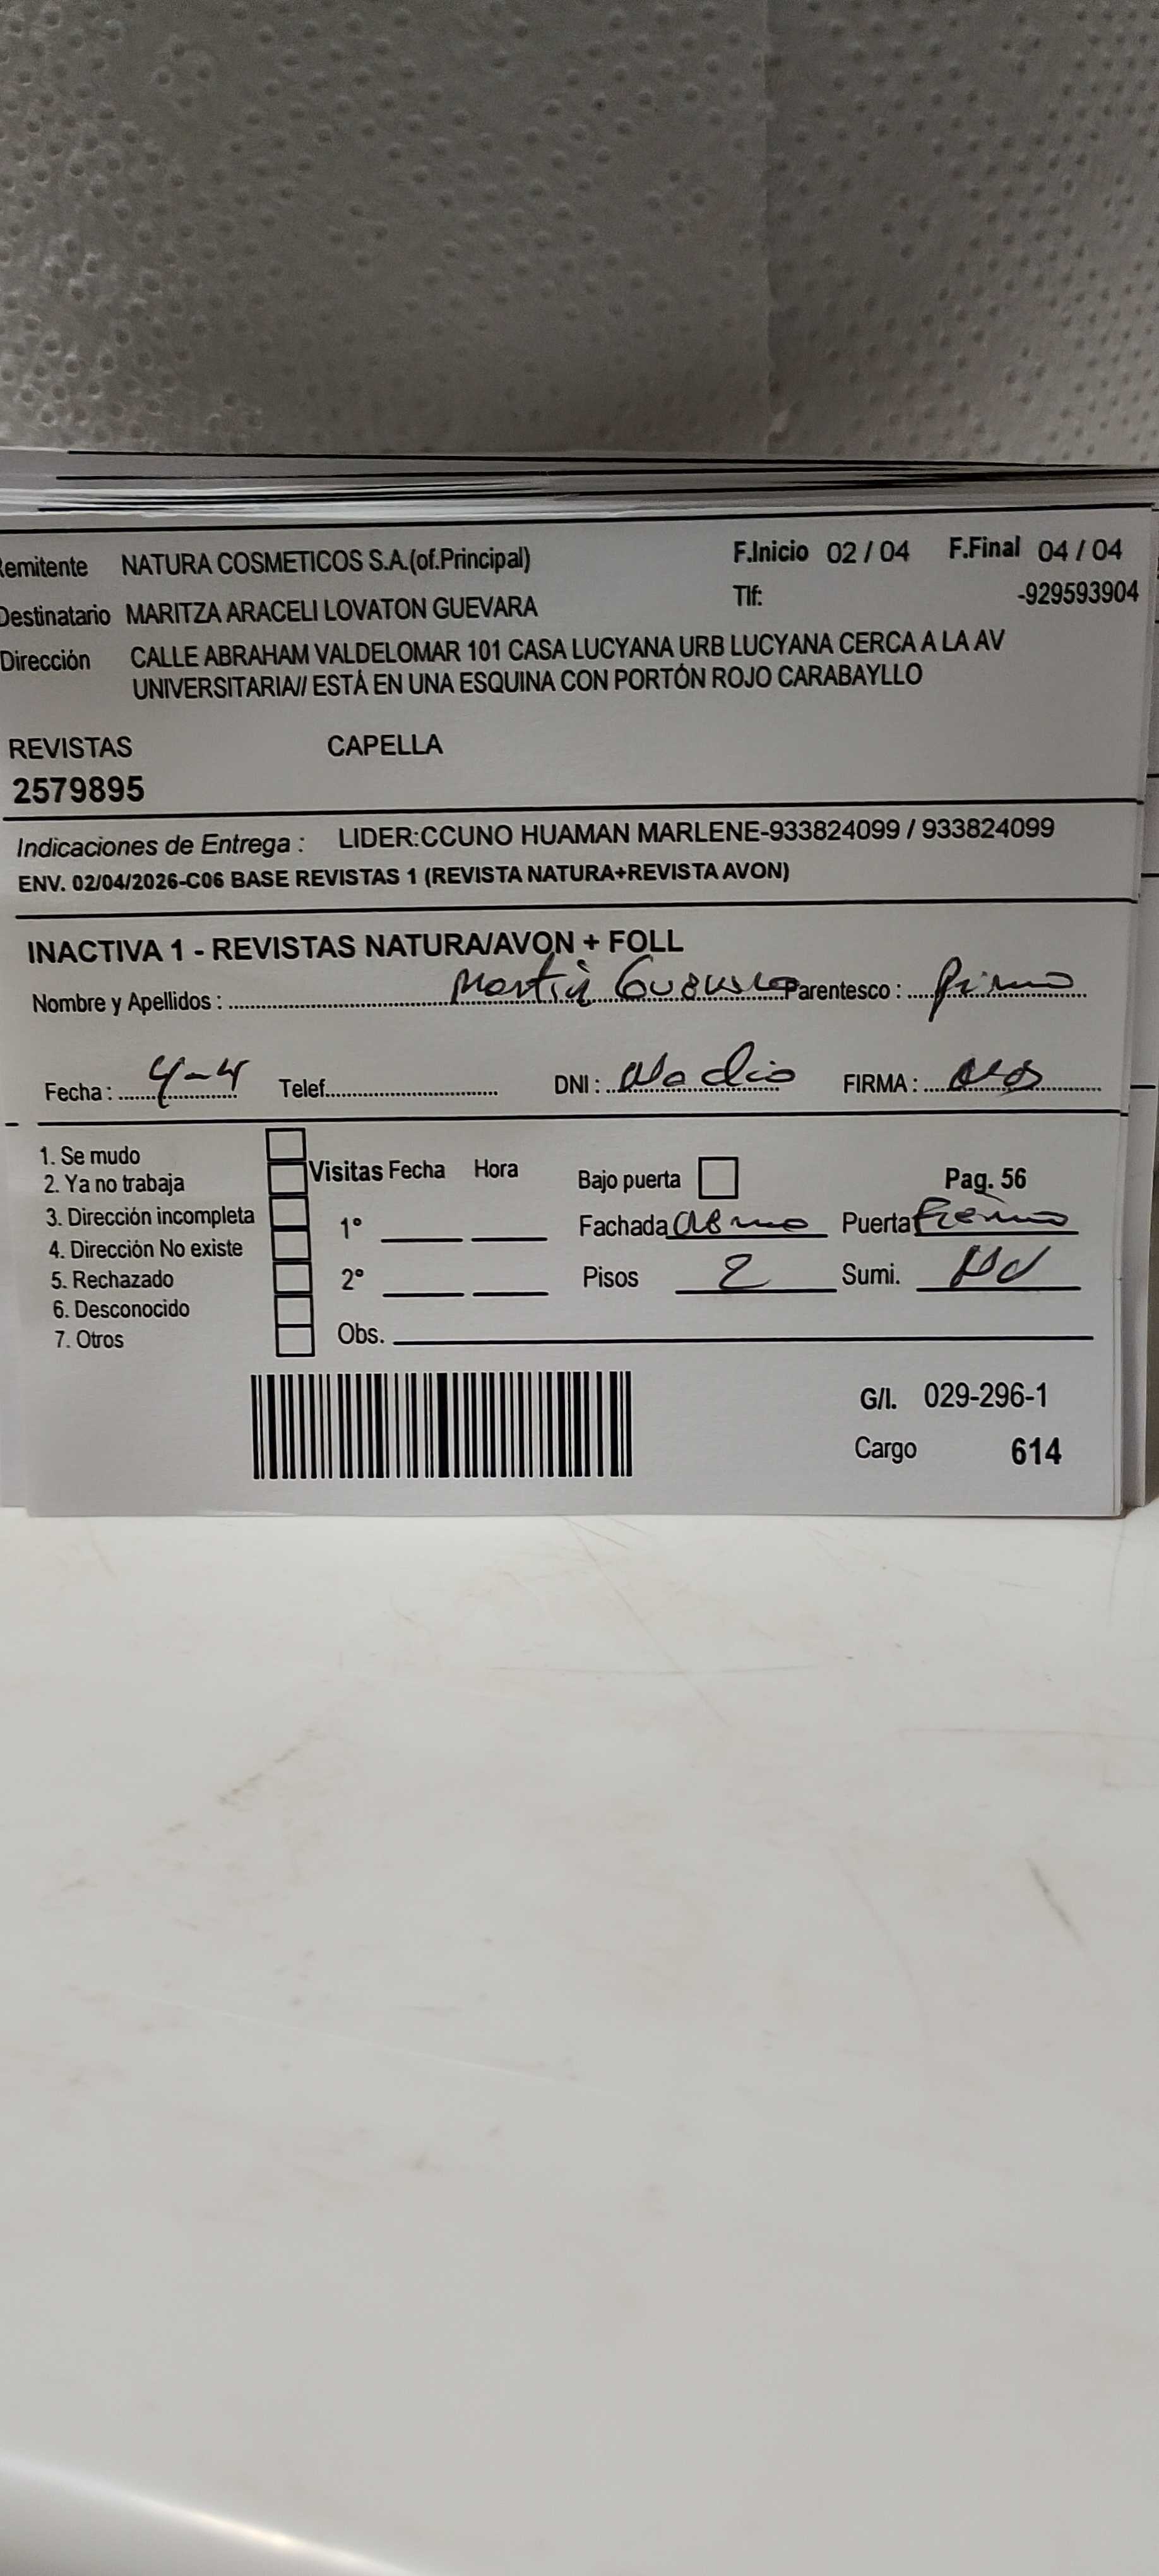 Remitente NATURA COSMETICOS S.A.(of.Principal) F.Inicio 02 / 04 F.Final 04 / 04
Destinatario MARITZA ARACELI LOVATON GUEVARA Tlf: -929593904
Dirección CALLE ABRAHAM VALDELOMAR 101 CASA LUCYANA URB LUCYANA CERCA A LA AV
UNIVERSITARIA// ESTÁ EN UNA ESQUINA CON PORTÓN ROJO CARABAYLLO
REVISTAS CAPELLA
2579895
Indicaciones de Entrega : LIDER:CCUNO HUAMAN MARLENE-933824099 / 933824099
ENV. 02/04/2026-C06 BASE REVISTAS 1 (REVISTA NATURA+REVISTA AVON)
INACTIVA 1 - REVISTAS NATURA/AVON + FOLL
Nombre y Apellidos : Martin Guevara Parentesco : Primo
Fecha : 4-4 Telef. DNI : No dio FIRMA :
1. Se mudo
2. Ya no trabaja
3. Dirección incompleta
4. Dirección No existe
5. Rechazado
6. Desconocido
7. Otros
Visitas Fecha Hora
1°
2°
Obs.
Bajo puerta Pag. 56
Fachada Puerta
Pisos 2 Sumi.
G/I. 029-296-1
Cargo 614